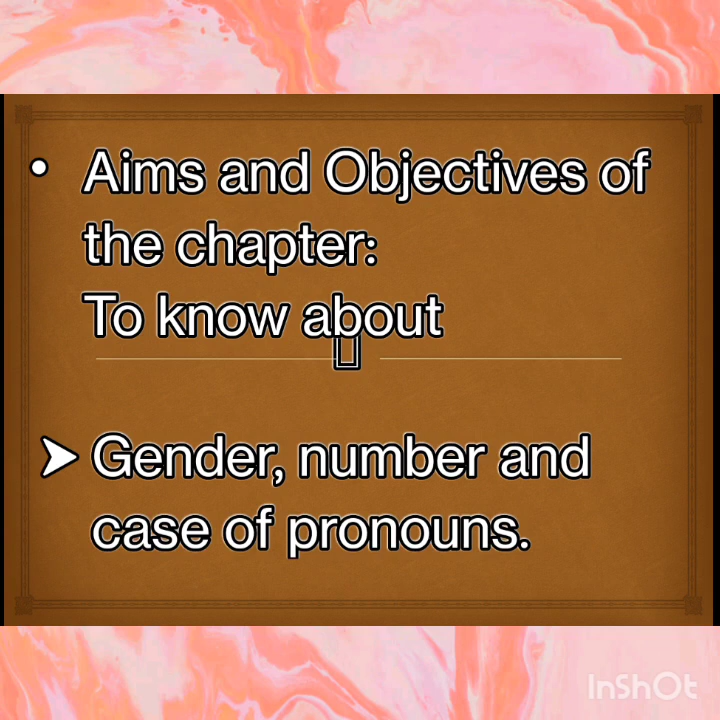 • Aims and Objectives of
the chapter:
To know about
➤ Gender, number and
case of pronouns.
InShOt